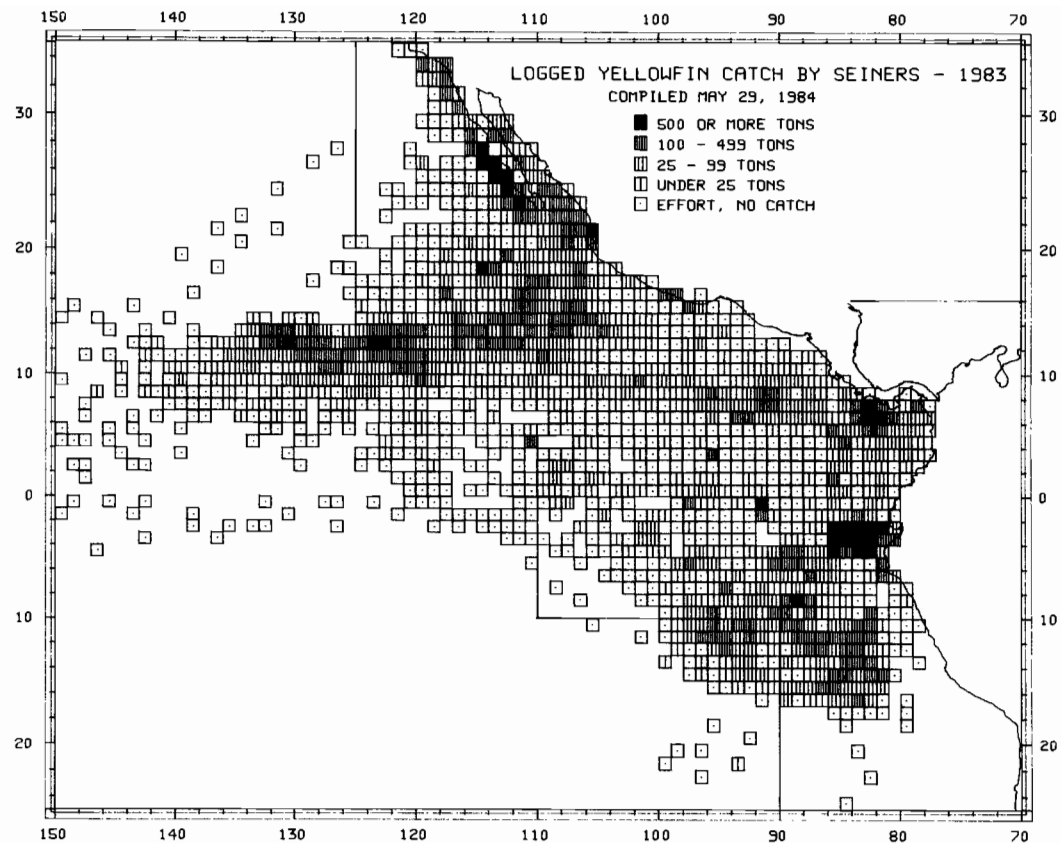 150 140 130 120 110 100 90 80 70
LOGGED YELLOWFIN CATCH BY SEINERS - 1983
COMPILED MAY 29, 1984
500 OR MORE TONS
100 - 499 TONS
25 - 99 TONS
UNDER 25 TONS
EFFORT, NO CATCH
30 30
20 20
10 10
0 0
10 10
20 20
150 140 130 120 110 100 90 80 70